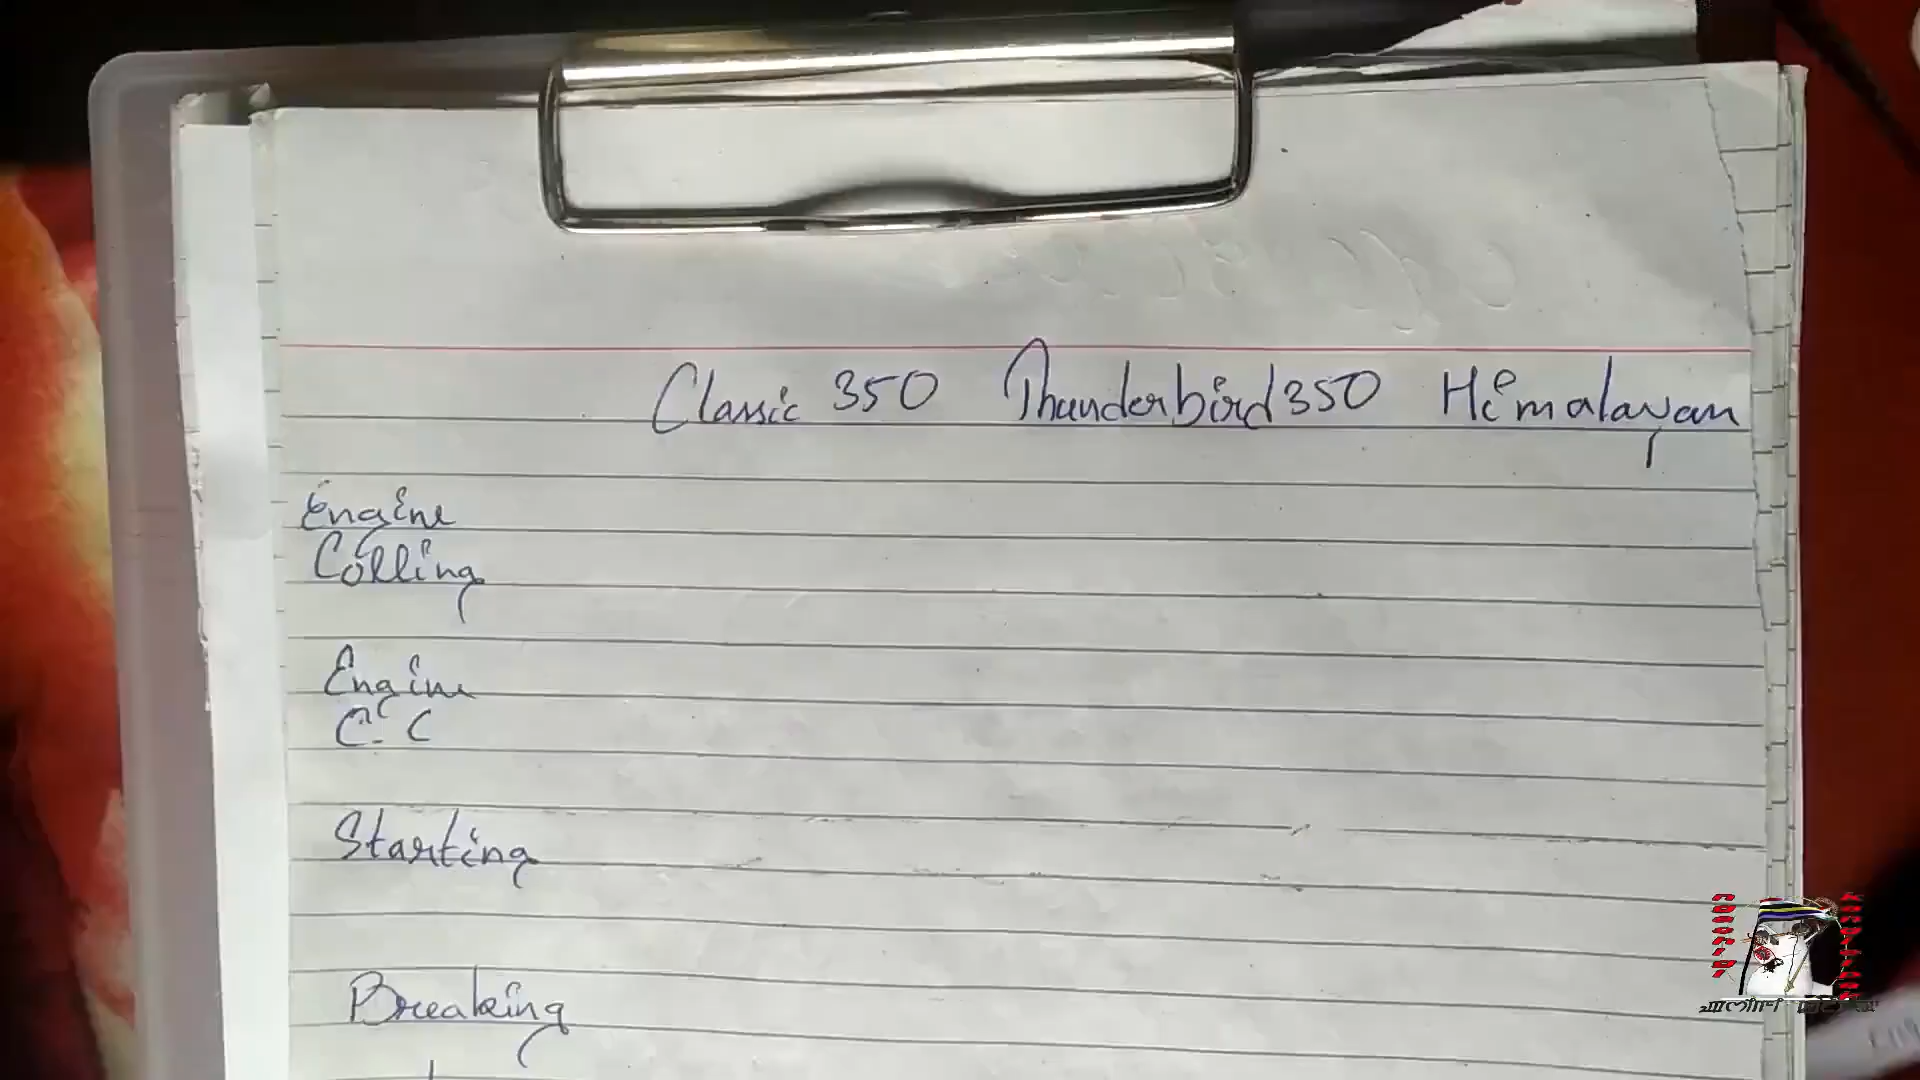 Classic 350 Thunderbird 350 Himalayan
Engine
Colling
Engine
C.C
Starting
Breaking